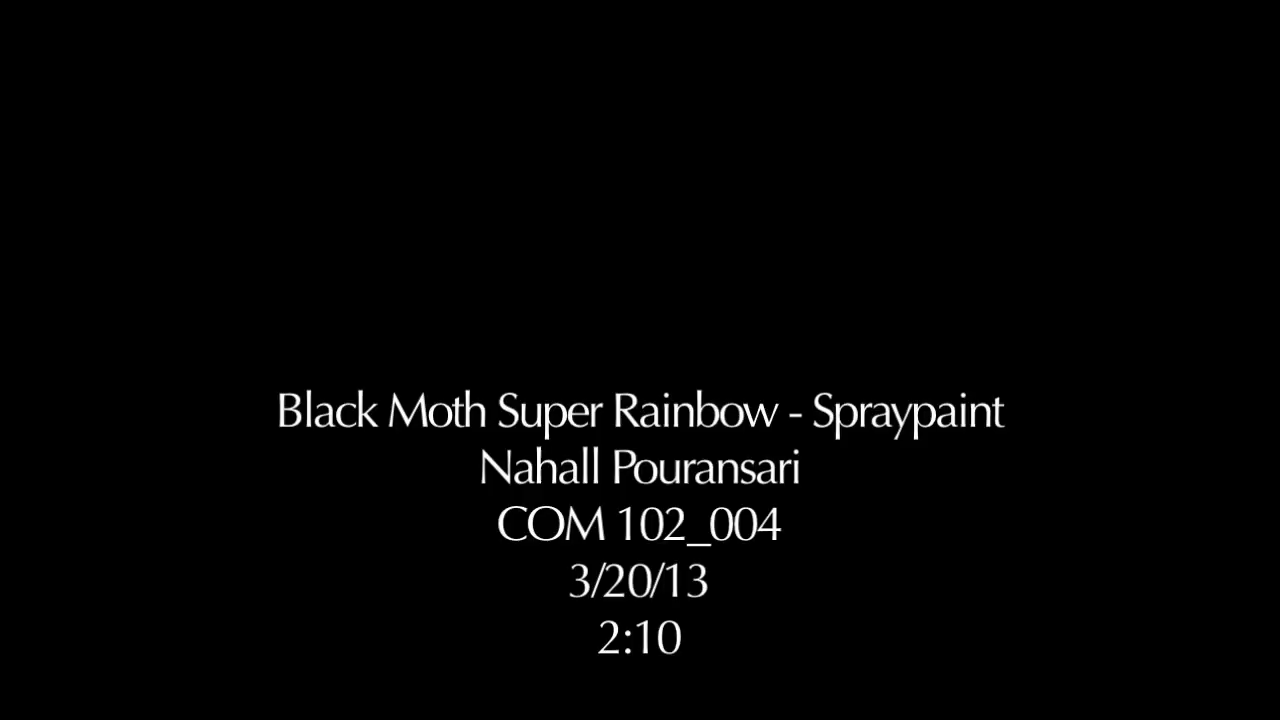 Black Moth Super Rainbow - Spraypaint
Nahall Pouransari
COM 102_004
3/20/13
2:10